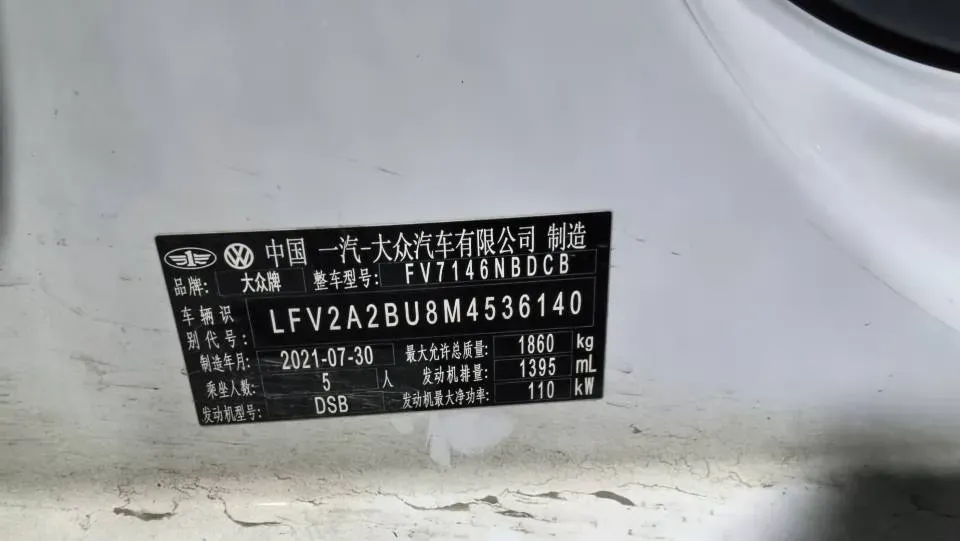 中国 一汽-大众汽车有限公司 制造
品牌: 大众牌 整车型号: FV7146NBDCB
车辆识别代号: LFV2A2BU8M4536140
制造年月: 2021-07-30 最大允许总质量: 1860 kg
乘坐人数: 5 人 发动机排量: 1395 mL
发动机型号: DSB 发动机最大净功率: 110 kW